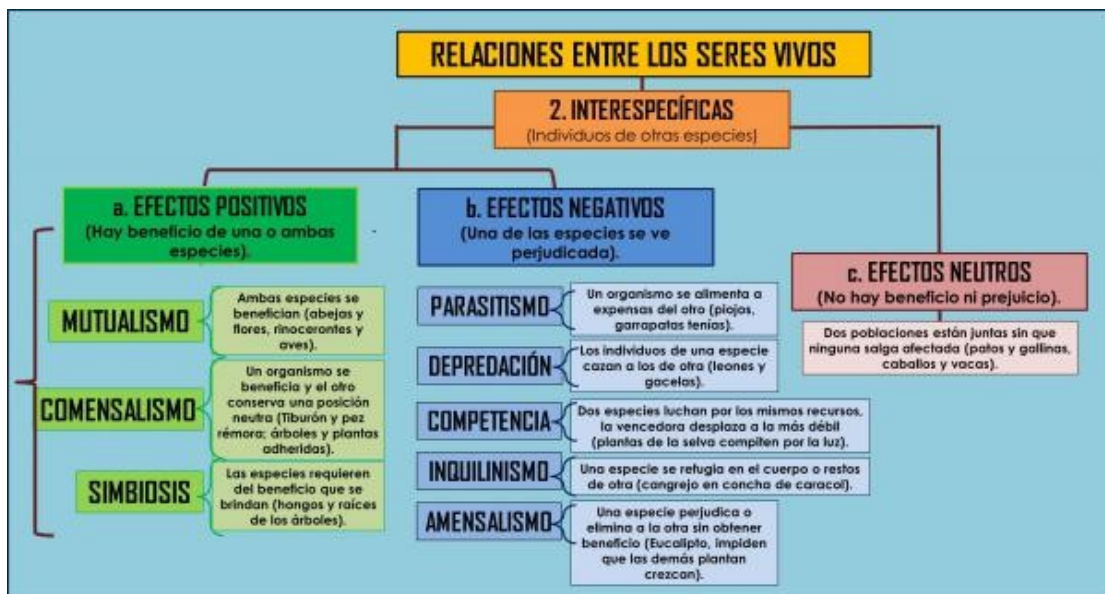 RELACIONES ENTRE LOS SERES VIVOS
2. INTERESPECÍFICAS
(Individuos de otras especies)
a. EFECTOS POSITIVOS
(Hay beneficio de una o ambas
especies).
MUTUALISMO
Ambas especies se
benefician (abejas y
flores, rinocerontes y
aves).
COMENSALISMO
Un organismo se
beneficia y el otro
conserva una posición
neutra (Tiburón y pez
rémora; árboles y plantas
adheridas).
SIMBIOSIS
Las especies requieren
del beneficio que se
brindan (hongos y raíces
de los árboles).
b. EFECTOS NEGATIVOS
(Una de las especies se ve
perjudicada).
PARASITISMO
Un organismo se alimenta a
expensas del otro (piojos,
garrapatas tenías).
DEPREDACIÓN
Los individuos de una especie
cazan a los de otra (leones y
gacelas).
COMPETENCIA
Dos especies luchan por los mismos recursos,
la vencedora desplaza a la más débil
(plantas de la selva compiten por la luz).
INQUILINISMO
Una especie se refugia en el cuerpo o restos
de otra (cangrejo en concha de caracol).
AMENSALISMO
Una especie perjudica o
elimina a la otra sin obtener
beneficio (Eucalipto, impiden
que las demás plantan
crezcan).
c. EFECTOS NEUTROS
(No hay beneficio ni prejuicio).
Dos poblaciones están juntas sin que
ninguna salga afectada (patos y gallinas,
caballos y vacas).